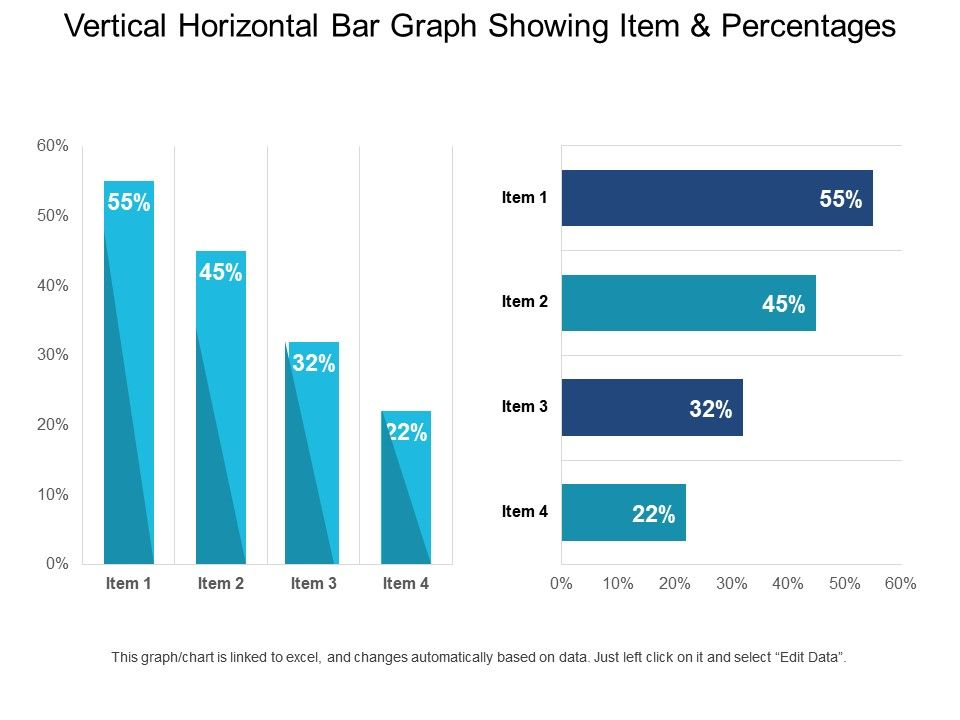 Vertical Horizontal Bar Graph Showing Item & Percentages
60%
50%
40%
30%
20%
10%
0%
55%
45%
32%
22%
Item 1 Item 2 Item 3 Item 4
Item 1 55%
Item 2 45%
Item 3 32%
Item 4 22%
0% 10% 20% 30% 40% 50% 60%
This graph/chart is linked to excel, and changes automatically based on data. Just left click on it and select “Edit Data”.